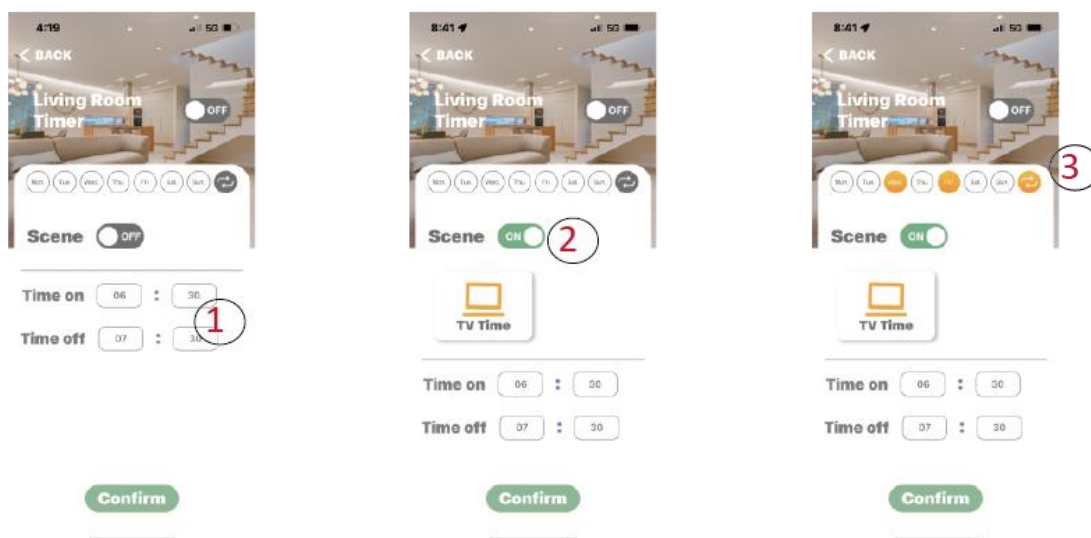 4:19
5G
< BACK
Living Room
Timer
OFF
Mon. Tue. Wed. Thu. Fri. Sat. Sun.
Scene OFF
Time on 06 : 30
Time off 07 : 30
1
Confirm
8:41
5G
< BACK
Living Room
Timer
OFF
Mon. Tue. Wed. Thu. Fri. Sat. Sun.
Scene ON
2
TV Time
Time on 06 : 30
Time off 07 : 30
Confirm
8:41
5G
< BACK
Living Room
Timer
OFF
Mon. Tue. Wed. Thu. Fri. Sat. Sun.
3
Scene ON
TV Time
Time on 06 : 30
Time off 07 : 30
Confirm